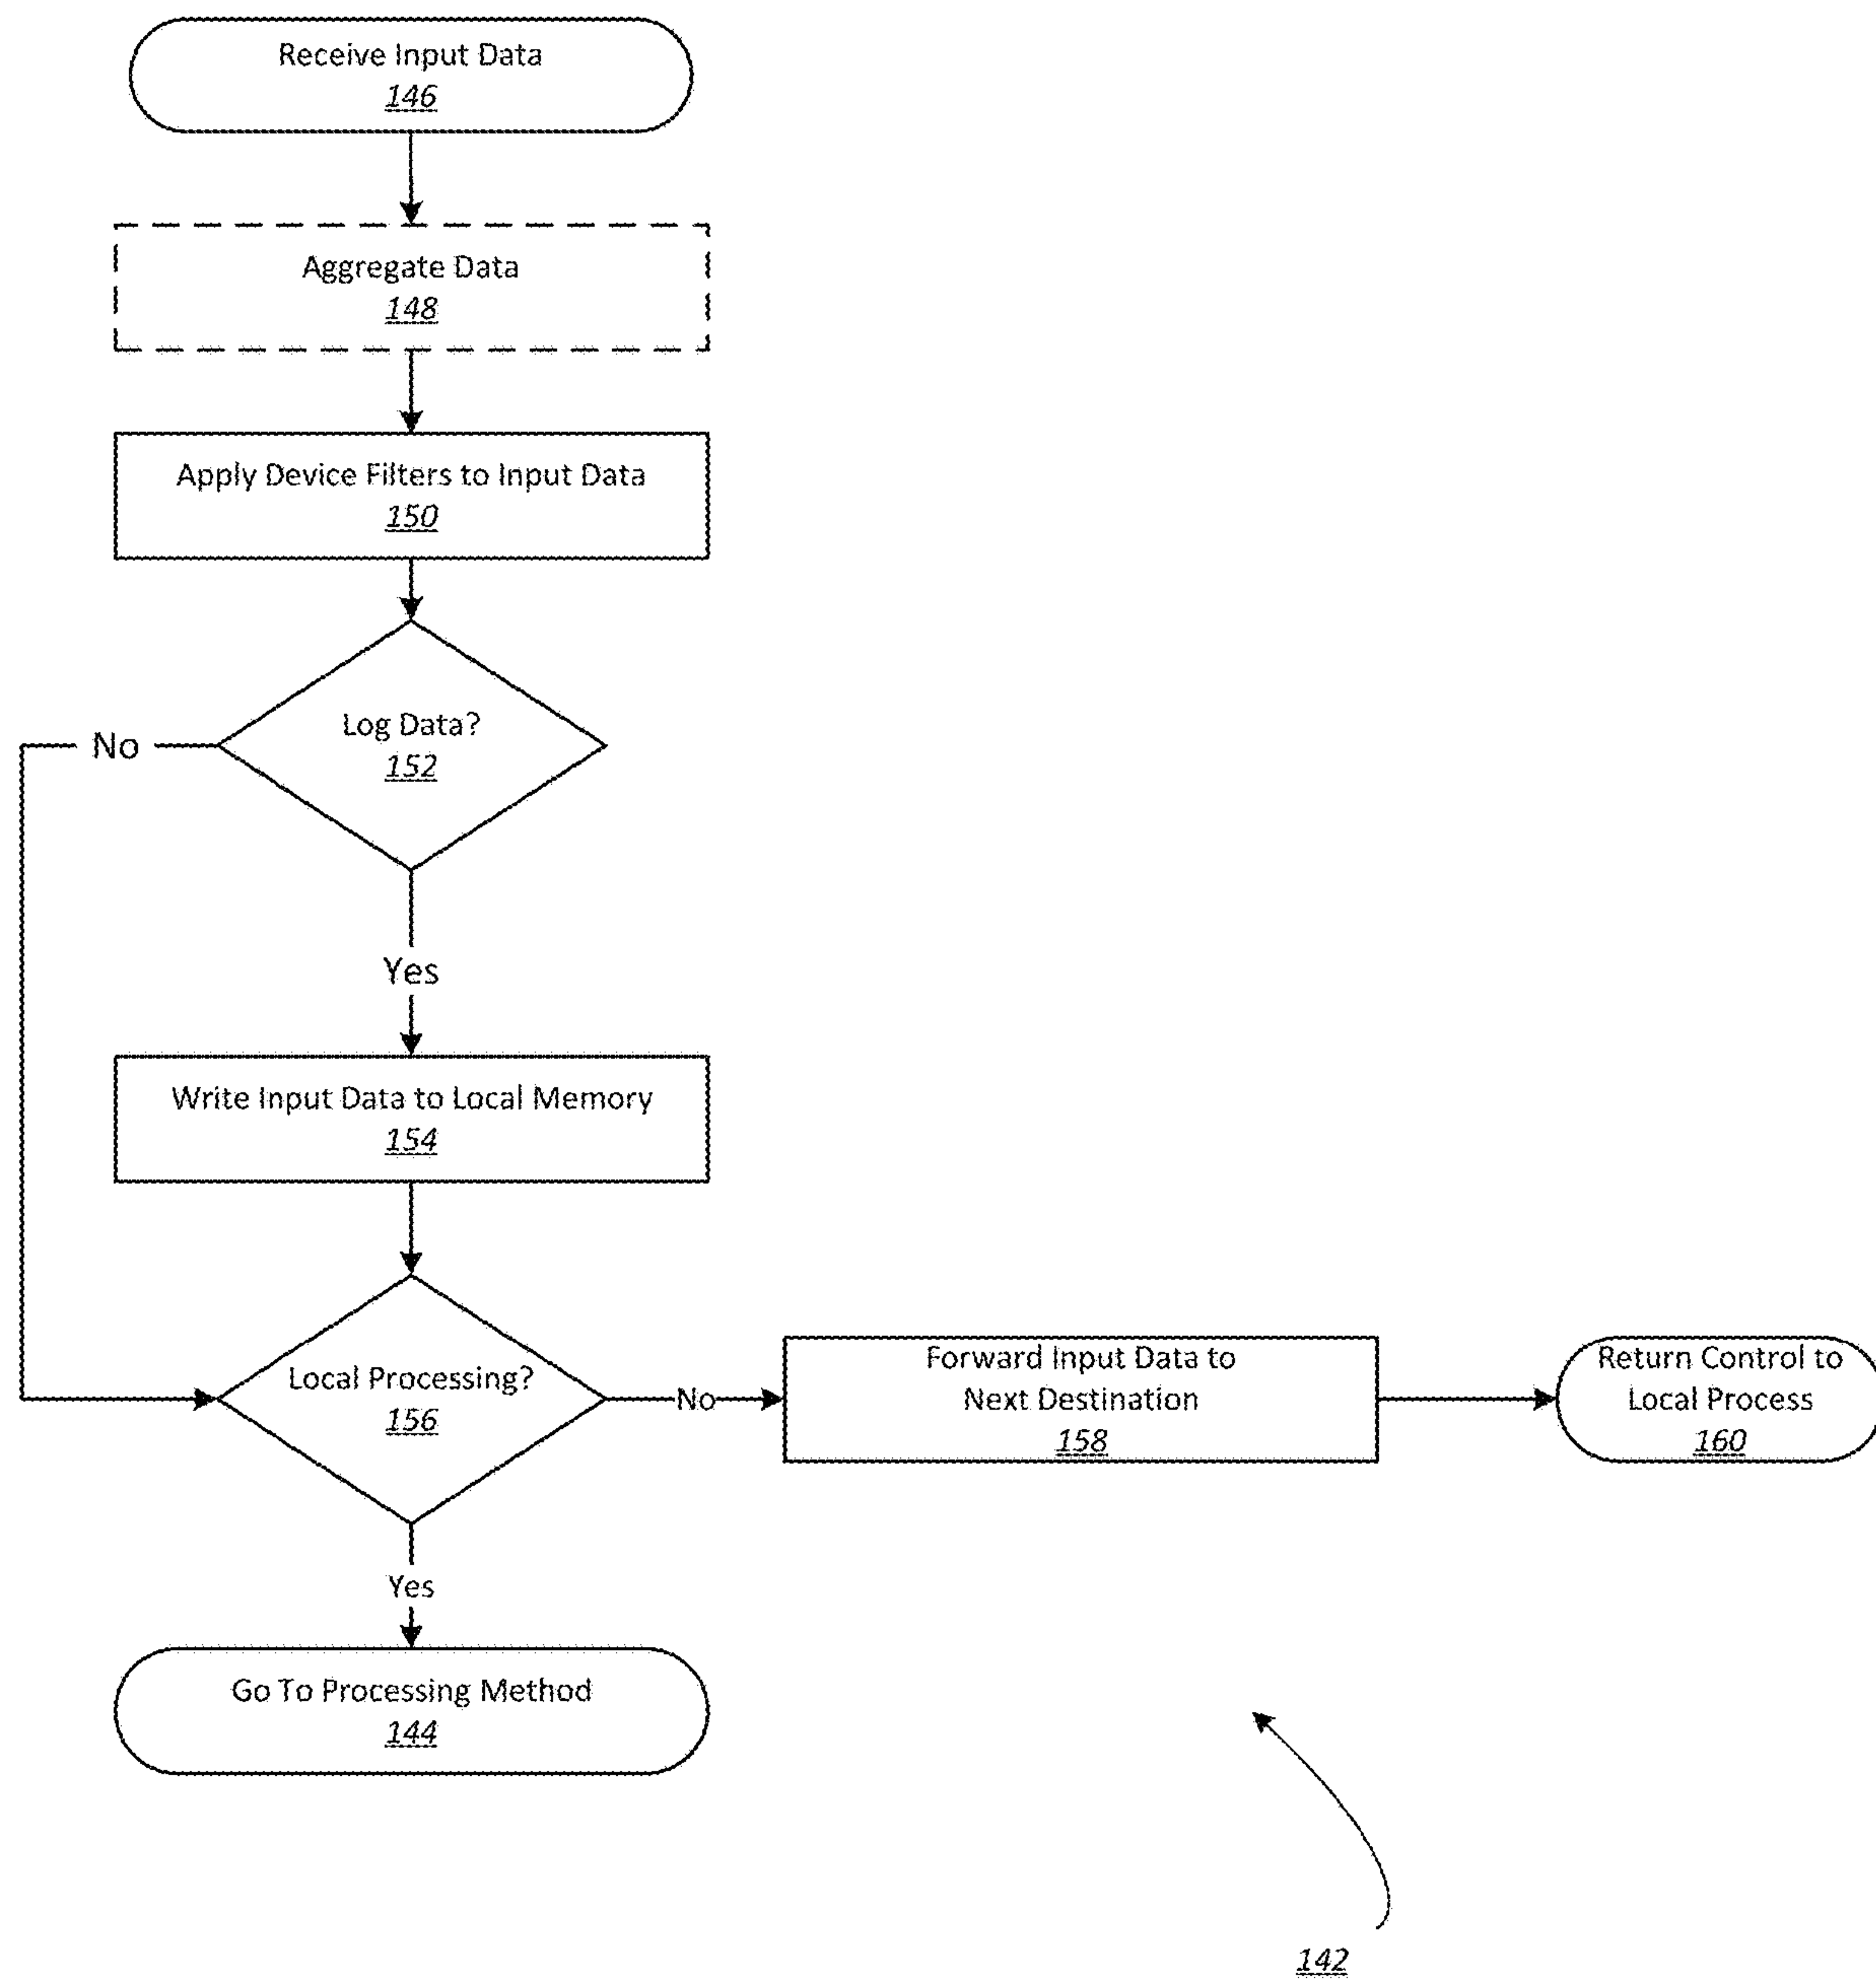 Receive Input Data
146
Aggregate Data
148
Apply Device Filters to Input Data
150
Log Data?
152
No
Yes
Write Input Data to Local Memory
154
Local Processing?
156
No
Forward Input Data to
Next Destination
158
Return Control to
Local Process
160
Yes
Go To Processing Method
144
142